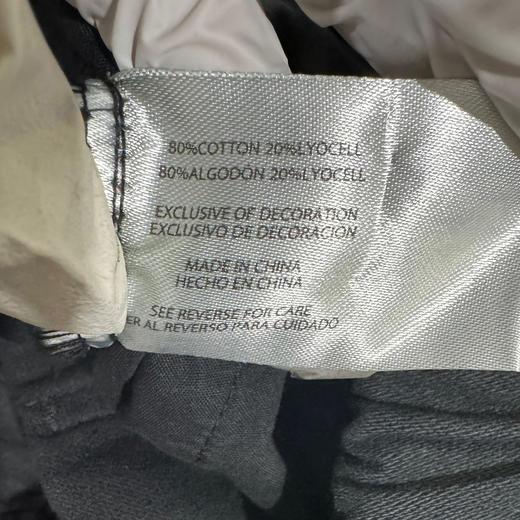 80%COTTON 20%LYOCELL
80%ALGODÓN 20%LYOCELL
EXCLUSIVE OF DECORATION
EXCLUSIVO DE DECORACIÓN
MADE IN CHINA
HECHO EN CHINA
SEE REVERSE FOR CARE
ER AL REVERSO PARA CUIDADO